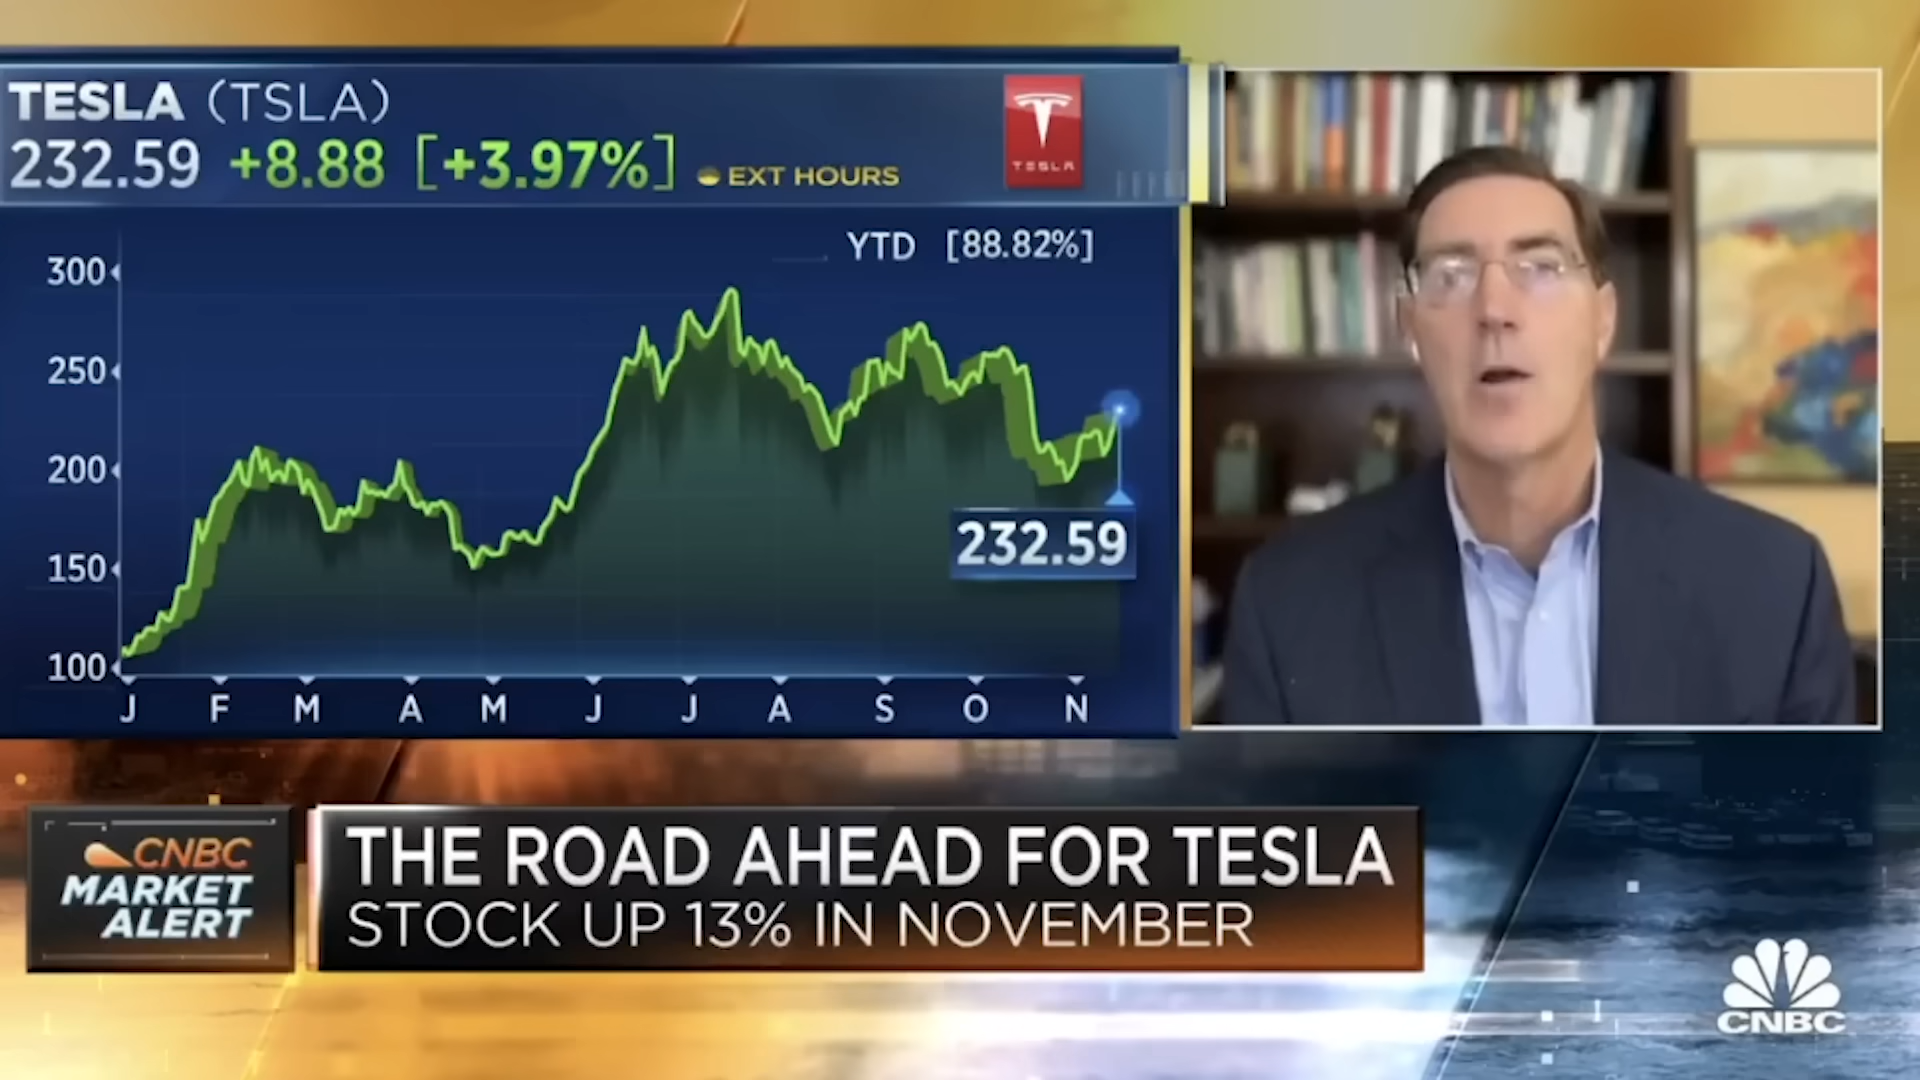 TESLA (TSLA)
232.59 +8.88 [+3.97%] EXT HOURS
TESLA
YTD [88.82%]
300
250
200
150
100
232.59
J F M A M J J A S O N
CNBC
MARKET
ALERT
THE ROAD AHEAD FOR TESLA
STOCK UP 13% IN NOVEMBER
CNBC